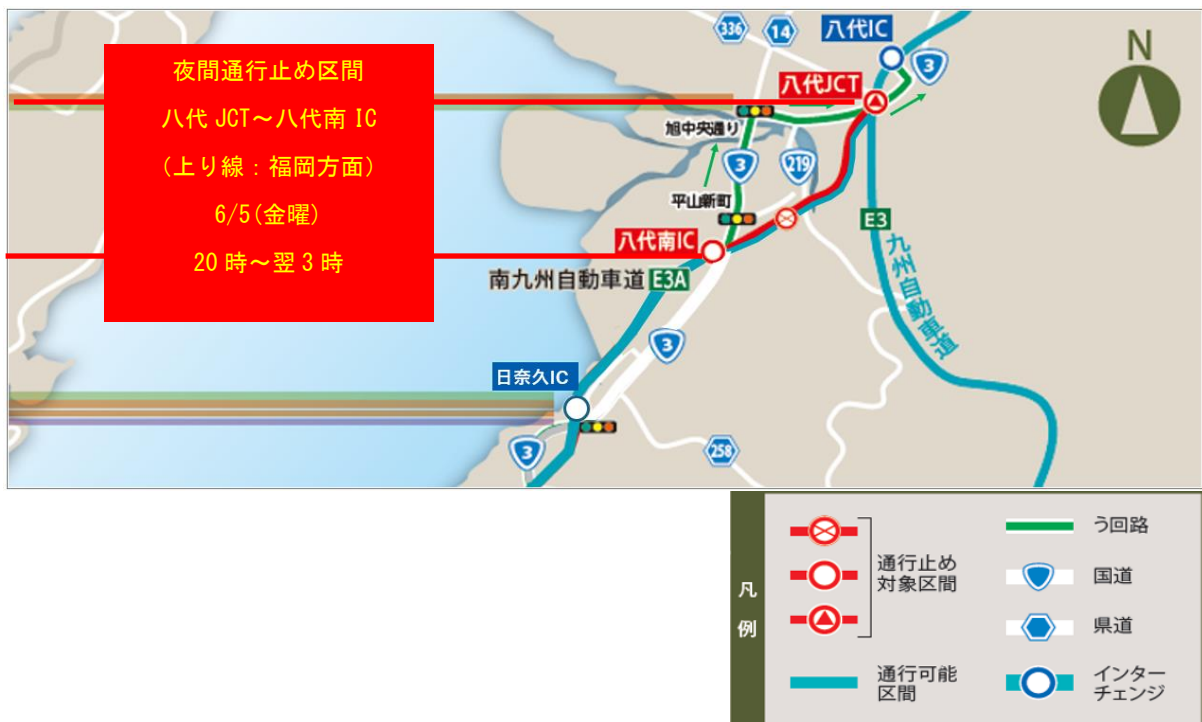 夜間通行止め区間
八代 JCT～八代南 IC
(上り線：福岡方面)
6/5(金曜)
20 時～翌 3 時
336
14
八代IC
3
八代JCT
N
旭中央通り
3
219
平山新町
八代南IC
E3
九州自動車道
南九州自動車道 E3A
3
日奈久IC
3
258
凡例
通行止め
対象区間
通行可能
区間
う回路
国道
県道
インター
チェンジ